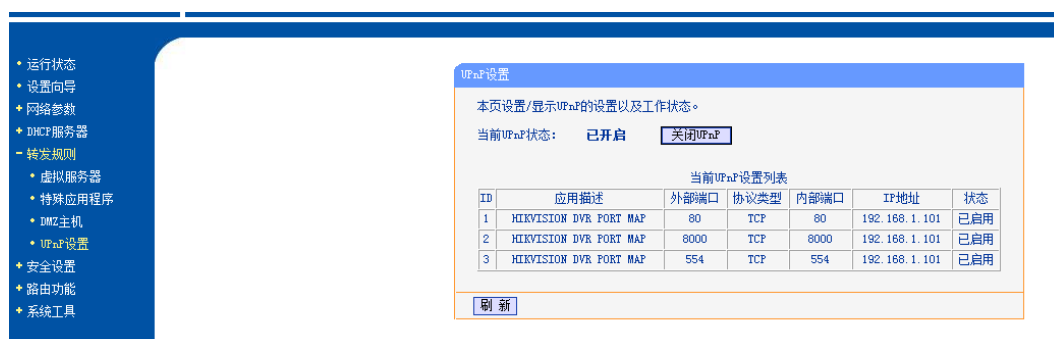 运行状态
设置向导
网络参数
DHCP服务器
转发规则
虚拟服务器
特殊应用程序
DMZ主机
UPnP设置
安全设置
路由功能
系统工具
UPnP设置
本页设置/显示UPnP的设置以及工作状态。
当前UPnP状态： 已开启 关闭UPnP
当前UPnP设置列表
ID 应用描述 外部端口 协议类型 内部端口 IP地址 状态
1 HIKVISION DVR PORT MAP 80 TCP 80 192.168.1.101 已启用
2 HIKVISION DVR PORT MAP 8000 TCP 8000 192.168.1.101 已启用
3 HIKVISION DVR PORT MAP 554 TCP 554 192.168.1.101 已启用
刷 新